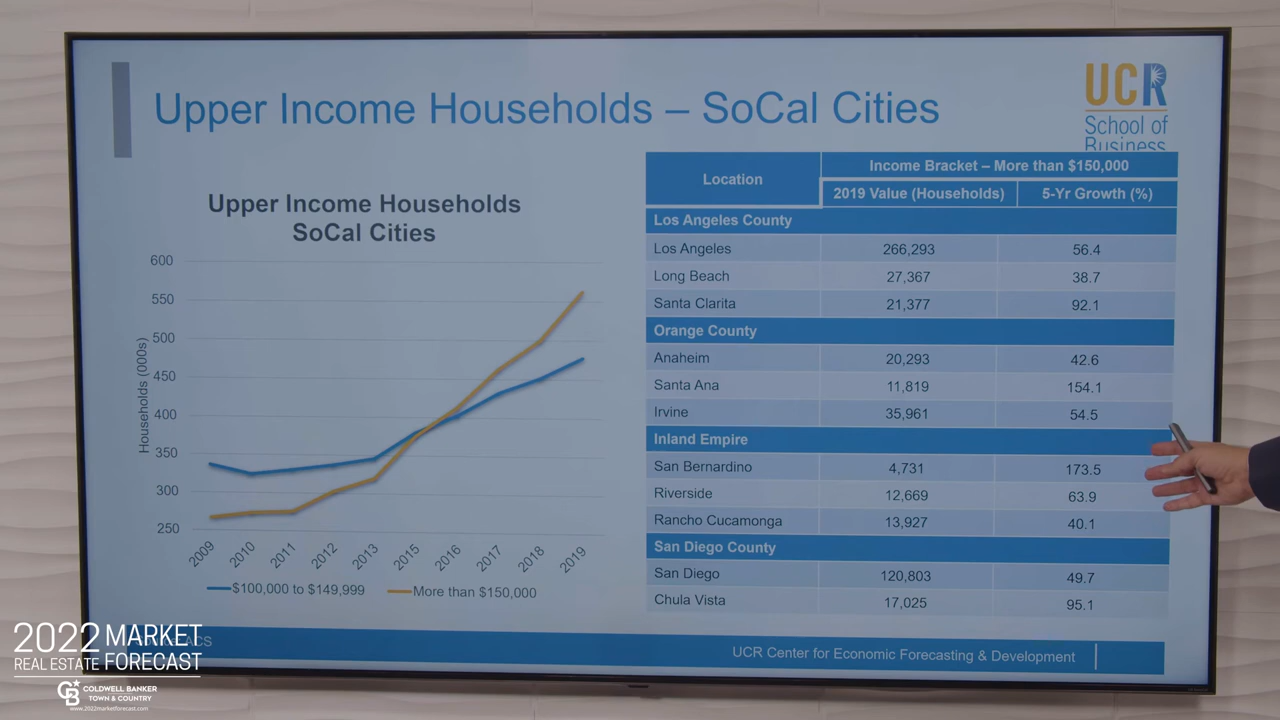 Upper Income Households – SoCal Cities
UCR
School of
Business
Upper Income Households
SoCal Cities
Households (000s)
600
550
500
450
400
350
300
250
2009 2010 2011 2012 2013 2015 2016 2017 2018 2019
$100,000 to $149,999 More than $150,000
Location Income Bracket – More than $150,000
2019 Value (Households) 5-Yr Growth (%)
Los Angeles County
Los Angeles 266,293 56.4
Long Beach 27,367 38.7
Santa Clarita 21,377 92.1
Orange County
Anaheim 20,293 42.6
Santa Ana 11,819 154.1
Irvine 35,961 54.5
Inland Empire
San Bernardino 4,731 173.5
Riverside 12,669 63.9
Rancho Cucamonga 13,927 40.1
San Diego County
San Diego 120,803 49.7
Chula Vista 17,025 95.1
ACS
UCR Center for Economic Forecasting & Development
2022 MARKET
REAL ESTATE FORECAST
CB
COLDWELL BANKER
TOWN & COUNTRY
www.2022marketforecast.com